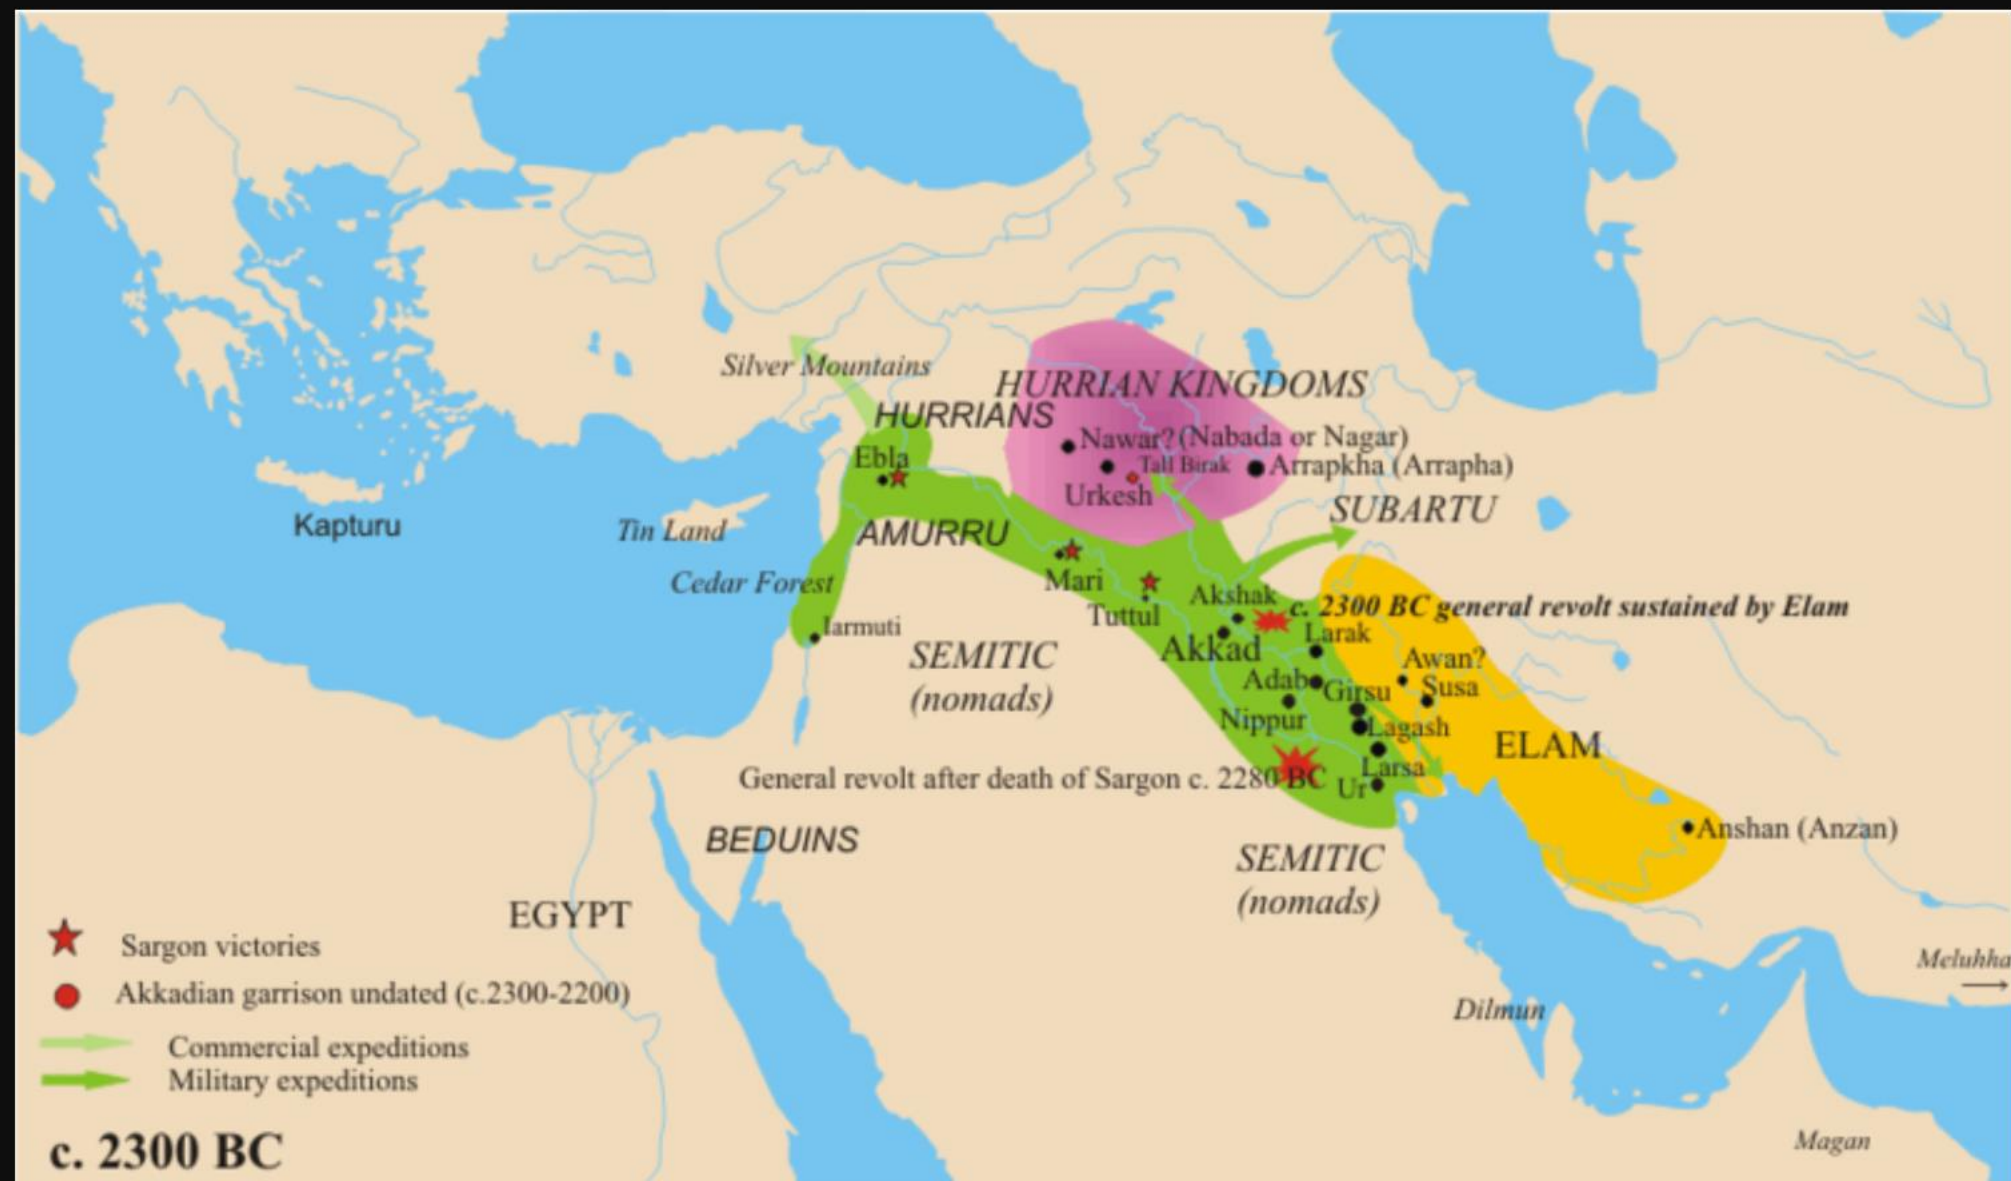 Silver Mountains
HURRIAN KINGDOMS
HURRIANS
Nawar? (Nabada or Nagar)
Ebla
Tall Birak
Arrapkha (Arrapha)
Urkesh
SUBARTU
Kapturu
Tin Land
AMURRU
Cedar Forest
Mari
Akshak
Tuttul
c. 2300 BC general revolt sustained by Elam
Iarmuti
Larak
SEMITIC
(nomads)
Akkad
Awan?
Adab
Girsu
Susa
Nippur
Lagash
ELAM
General revolt after death of Sargon c. 2280 BC
Larsa
Ur
BEDUINS
Anshan (Anzan)
SEMITIC
(nomads)
EGYPT
Sargon victories
Meluhha
Akkadian garrison undated (c.2300-2200)
Dilmun
Commercial expeditions
Military expeditions
c. 2300 BC
Magan